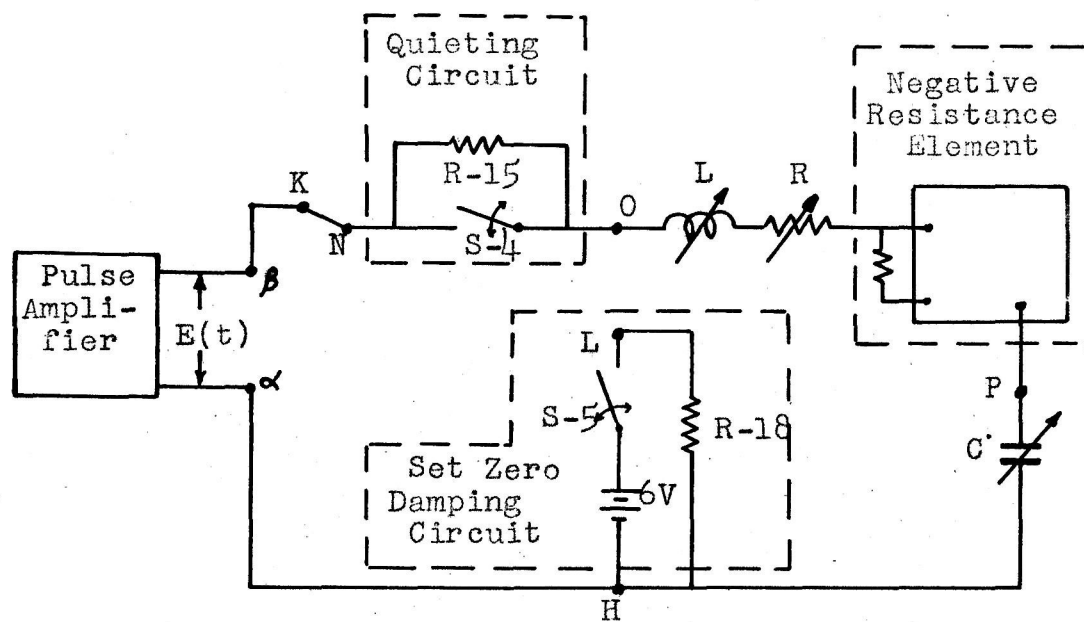 Quieting
Circuit
R-15
S-4
K
N
O
L
R
Negative
Resistance
Element
Pulse
Ampli-
fier
β
E(t)
α
L
S-5
R-18
6V
Set Zero
Damping
Circuit
H
P
C